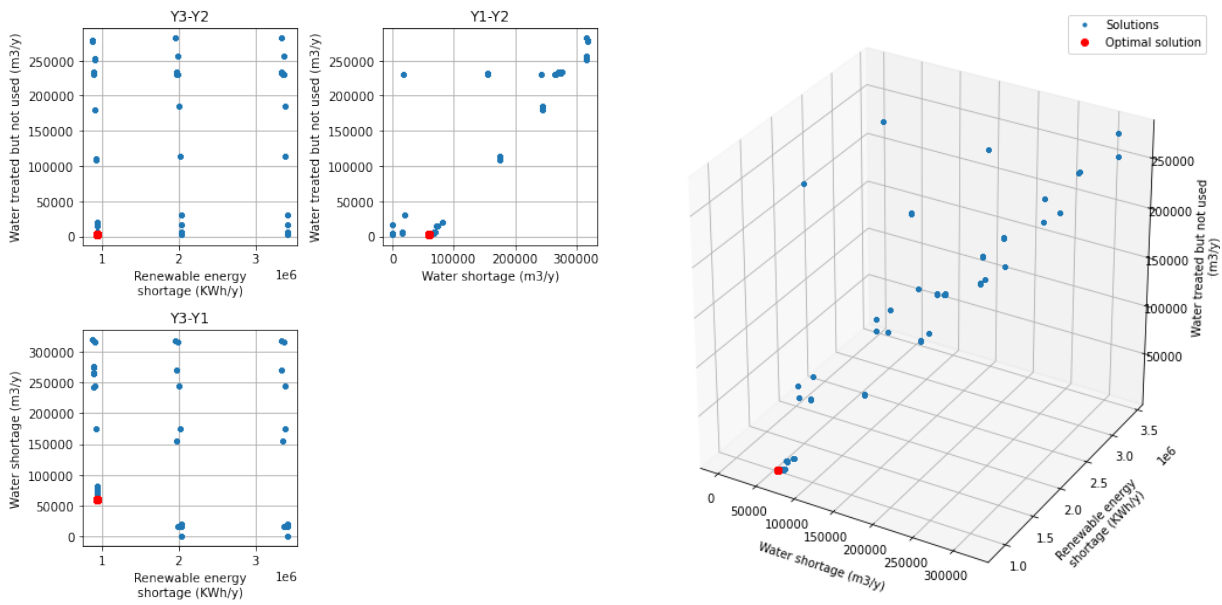 Y3-Y2
Water treated but not used (m3/y)
250000
200000
150000
100000
50000
0
1
2
3
1e6
Renewable energy
shortage (KWh/y)
Y1-Y2
Water treated but not used (m3/y)
250000
200000
150000
100000
50000
0
0
100000
200000
300000
Water shortage (m3/y)
Y3-Y1
Water shortage (m3/y)
300000
250000
200000
150000
100000
50000
0
1
2
3
1e6
Renewable energy
shortage (KWh/y)
Solutions
Optimal solution
250000
200000
150000
100000
50000
Water treated but not used
(m3/y)
3.5
3.0
2.5
2.0
1.5
1.0
1e6
Renewable energy
shortage (KWh/y)
0
50000
100000
150000
200000
250000
300000
Water shortage (m3/y)